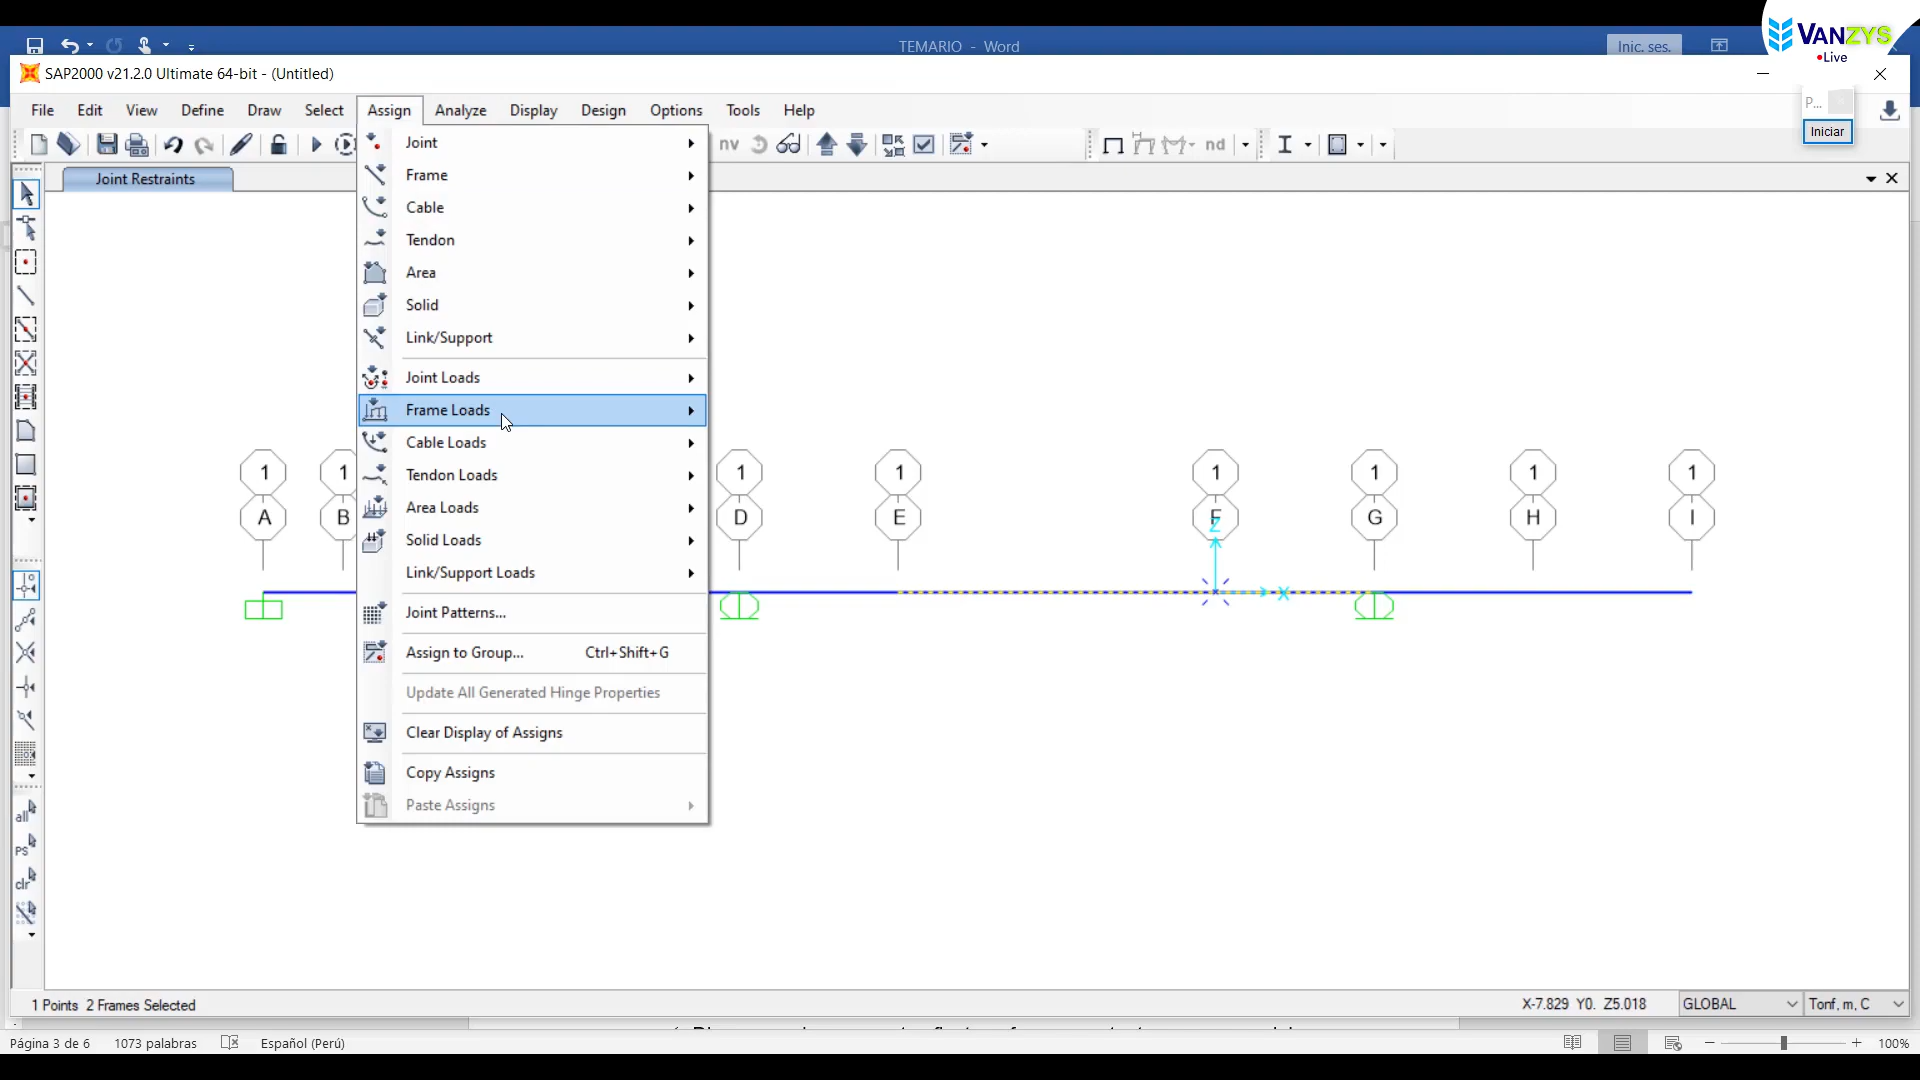 TEMARIO - Word
Inic. ses.
VANZYS
Live
SAP2000 v21.2.0 Ultimate 64-bit - (Untitled)
File Edit View Define Draw Select Assign Analyze Display Design Options Tools Help
P...
Iniciar
nv
nd
Joint Restraints
Joint
Frame
Cable
Tendon
Area
Solid
Link/Support
Joint Loads
Frame Loads
Cable Loads
Tendon Loads
Area Loads
Solid Loads
Link/Support Loads
Joint Patterns...
Assign to Group... Ctrl+Shift+G
Update All Generated Hinge Properties
Clear Display of Assigns
Copy Assigns
Paste Assigns
1 1 1 1 1 1 1 1
A B D E F G H I
Z
X
all
PS
clr
1 Points 2 Frames Selected
X-7.829 Y0. Z5.018
GLOBAL
Tonf, m, C
Página 3 de 6 1073 palabras Español (Perú)
100%